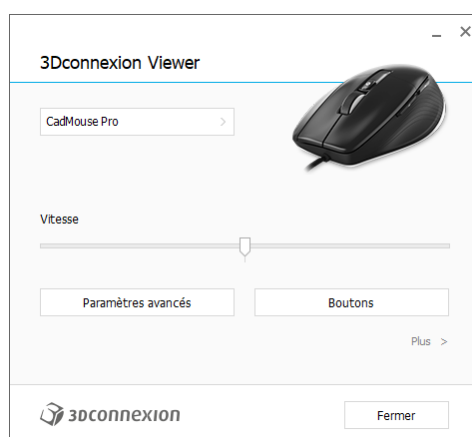 3Dconnexion Viewer
CadMouse Pro
Vitesse
Paramètres avancés
Boutons
Plus >
3Dconnexion
Fermer